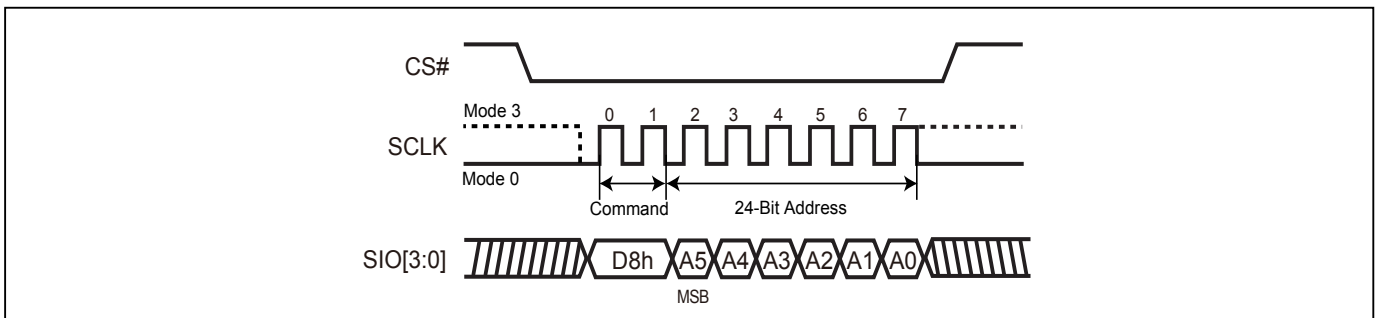 CS#
Mode 3
0 1 2 3 4 5 6 7
SCLK
Mode 0
Command 24-Bit Address
SIO[3:0] D8h A5 A4 A3 A2 A1 A0
MSB